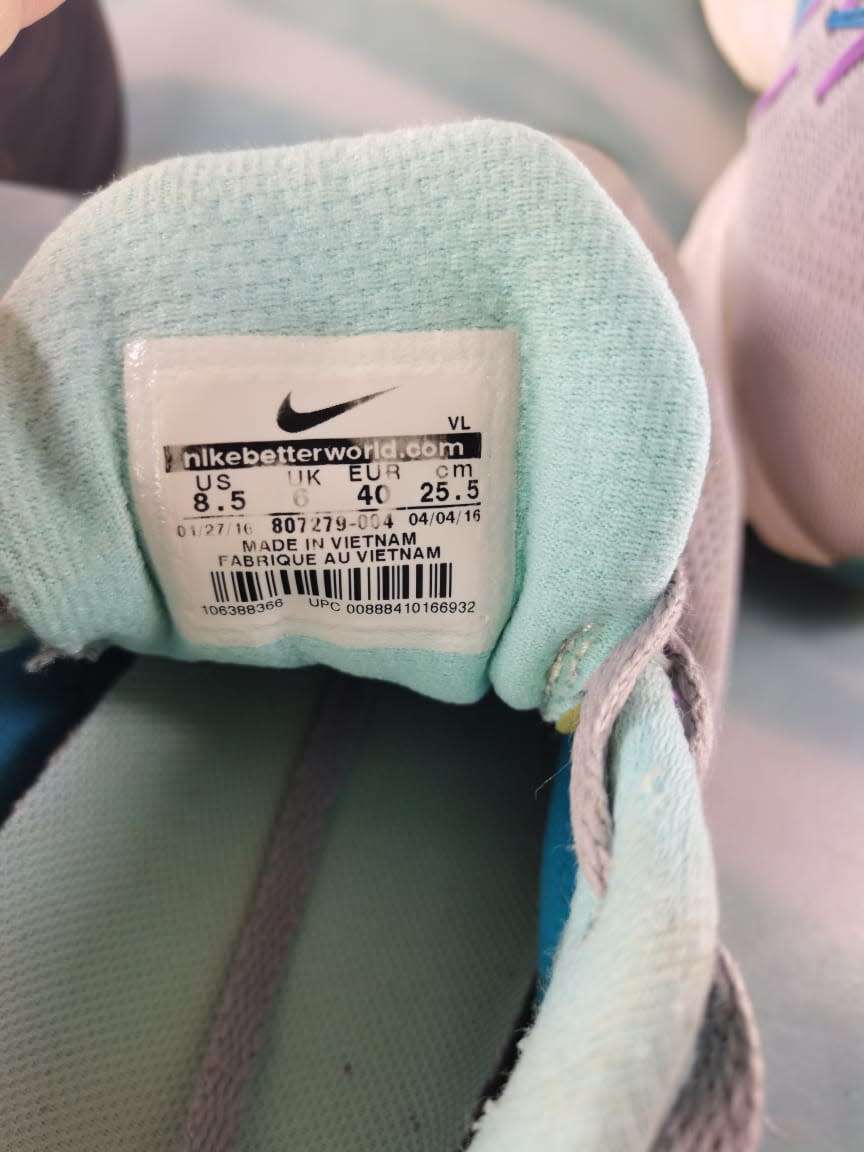 VL
nikebetterworld.com
US UK EUR cm
8.5 6 40 25.5
01/27/16 807279-004 04/04/16
MADE IN VIETNAM
FABRIQUE AU VIETNAM
106388366 UPC 00888410166932